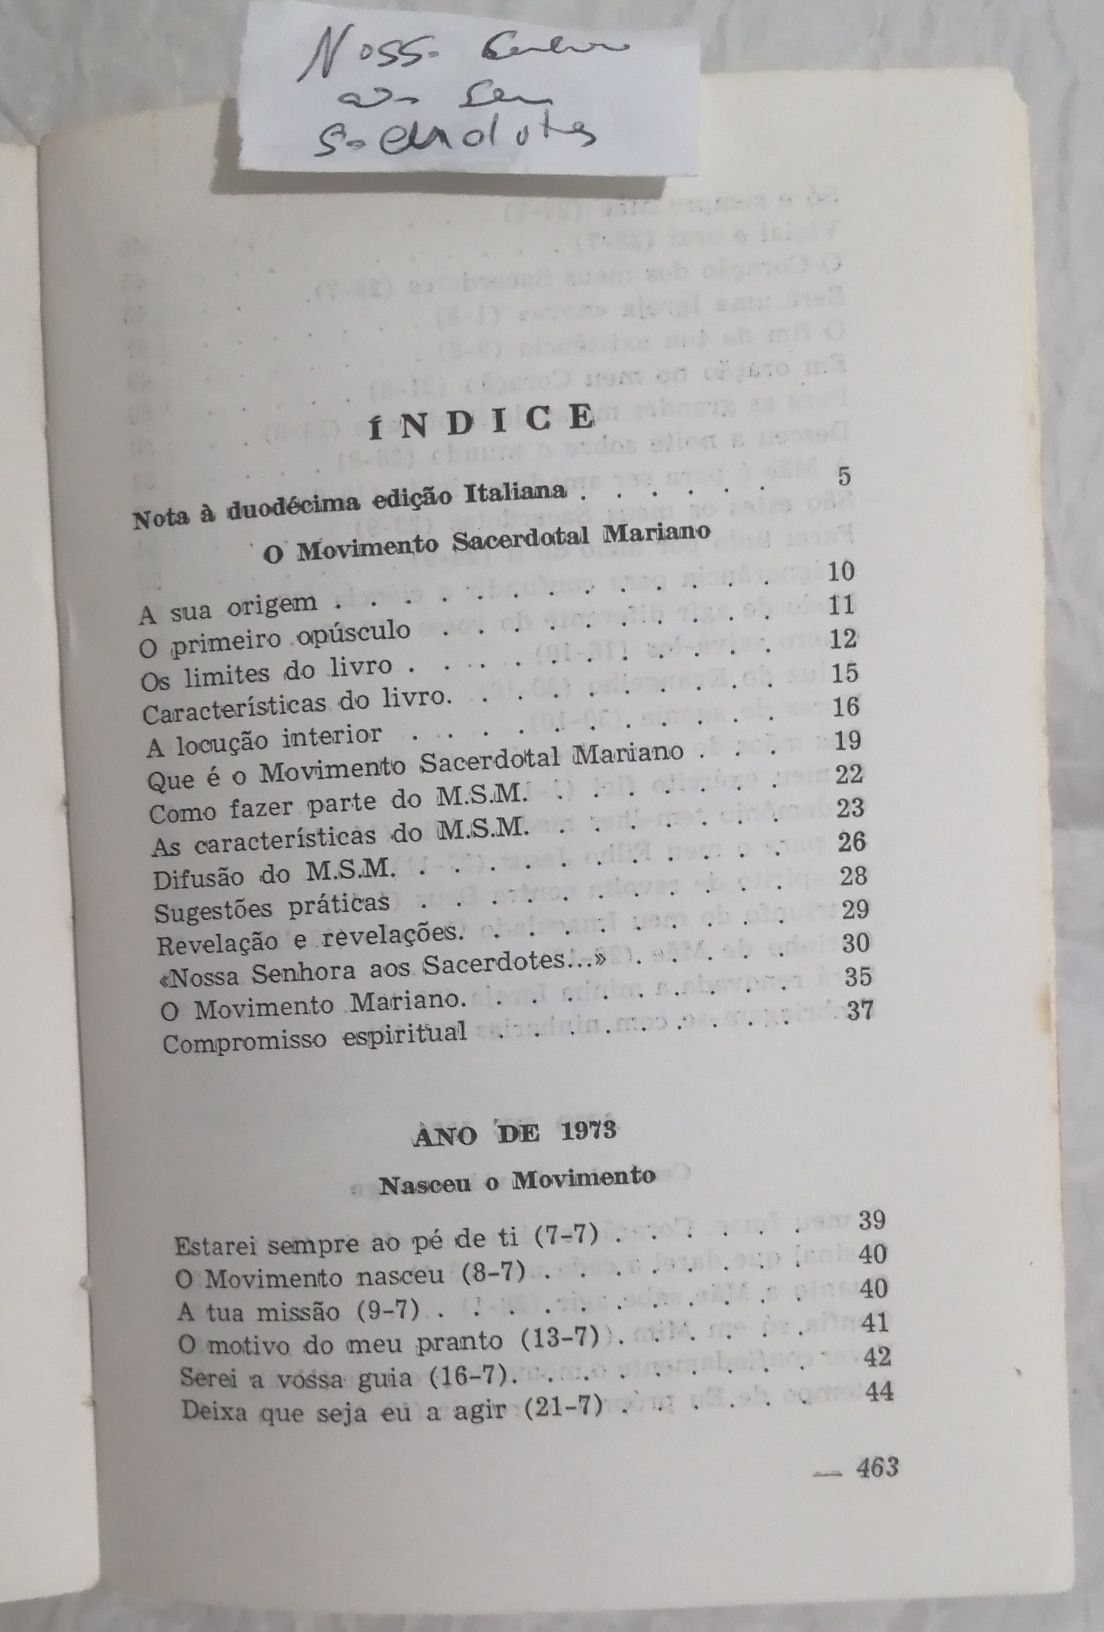 Nossa Senhora
aos seus
Sacerdotes
ÍNDICE
Nota à duodécima edição Italiana . . . . . . 5
O Movimento Sacerdotal Mariano
A sua origem . . . . . . . . . . . . . 10
O primeiro opúsculo . . . . . . . . . . 11
Os limites do livro . . . . . . . . . . . 12
Características do livro. . . . . . . . . . 15
A locução interior . . . . . . . . . . . 16
Que é o Movimento Sacerdotal Mariano . . . 19
Como fazer parte do M.S.M. . . . . . . . 22
As características do M.S.M. . . . . . . . 23
Difusão do M.S.M. . . . . . . . . . . . 26
Sugestões práticas . . . . . . . . . . . 28
Revelação e revelações. . . . . . . . . . 29
«Nossa Senhora aos Sacerdotes...» . . . . . 30
O Movimento Mariano. . . . . . . . . . 35
Compromisso espiritual . . . . . . . . . 37
ANO DE 1973
Nasceu o Movimento
Estarei sempre ao pé de ti (7-7) . . . . . . 39
O Movimento nasceu (8-7) . . . . . . . . 40
A tua missão (9-7) . . . . . . . . . . . 40
O motivo do meu pranto (13-7) . . . . . . 41
Serei a vossa guia (16-7). . . . . . . . . 42
Deixa que seja eu a agir (21-7) . . . . . . 44
— 463